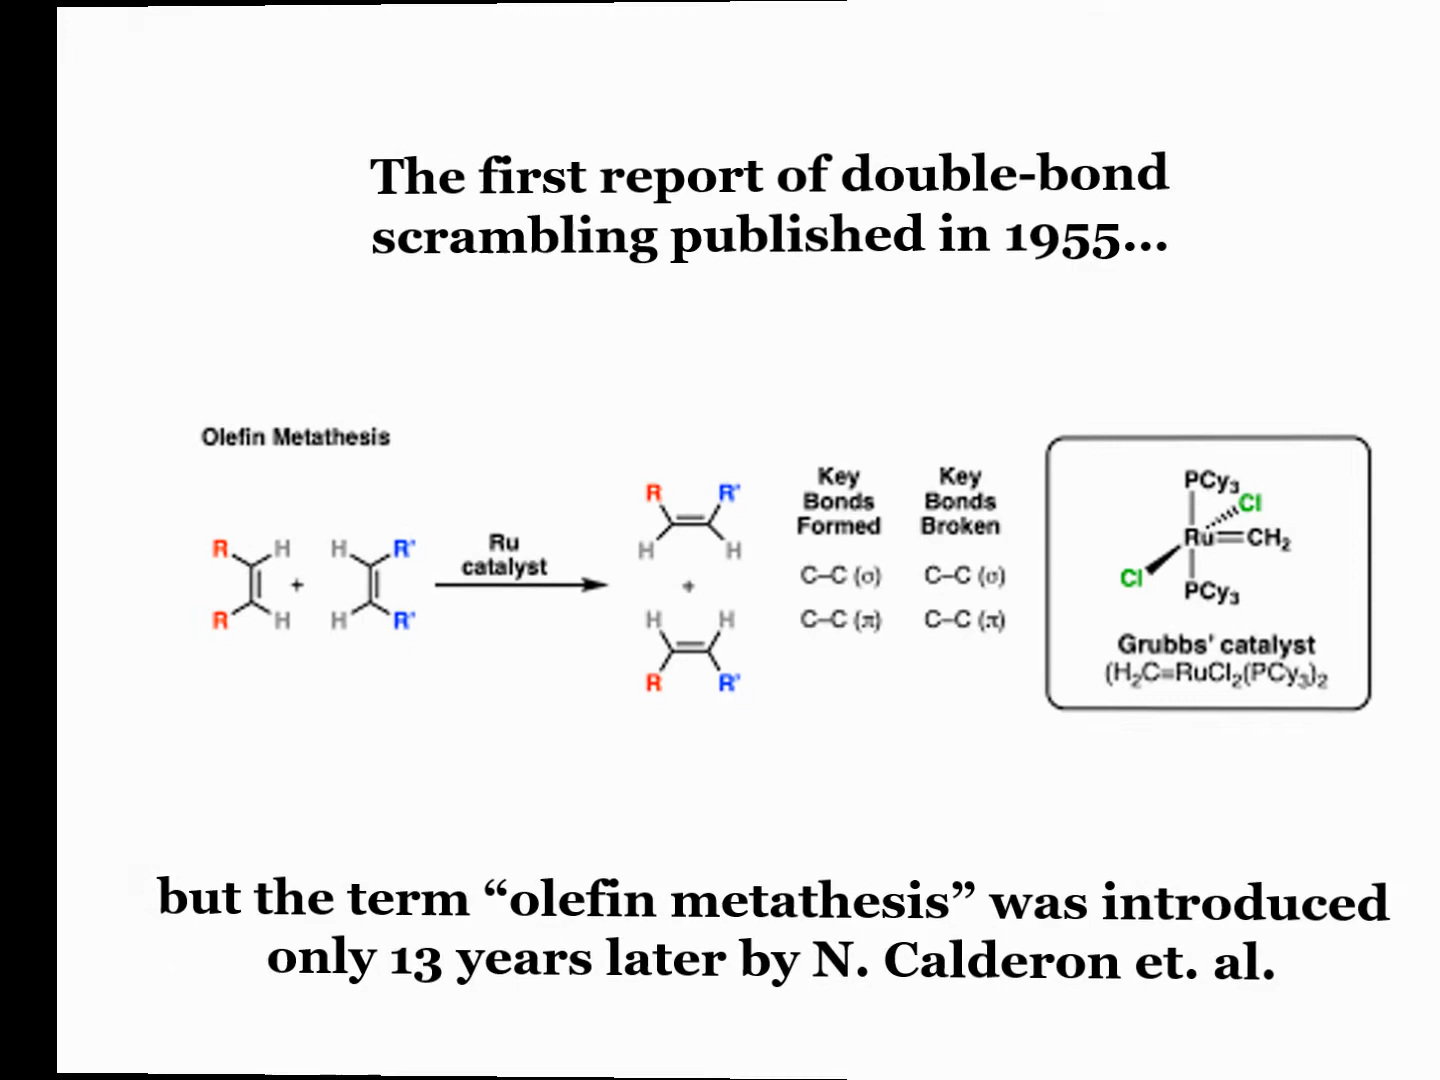 The first report of double-bond
scrambling published in 1955...
Olefin Metathesis
R H H R'
+
R H H R'
Ru
catalyst
R R'
H H
+
H H
R R'
Key
Bonds
Formed
C–C (σ)
C–C (π)
Key
Bonds
Broken
C–C (σ)
C–C (π)
PCy₃
Cl
Ru=CH₂
Cl
PCy₃
Grubbs' catalyst
(H₂C=RuCl₂(PCy₃)₂
but the term “olefin metathesis” was introduced
only 13 years later by N. Calderon et. al.